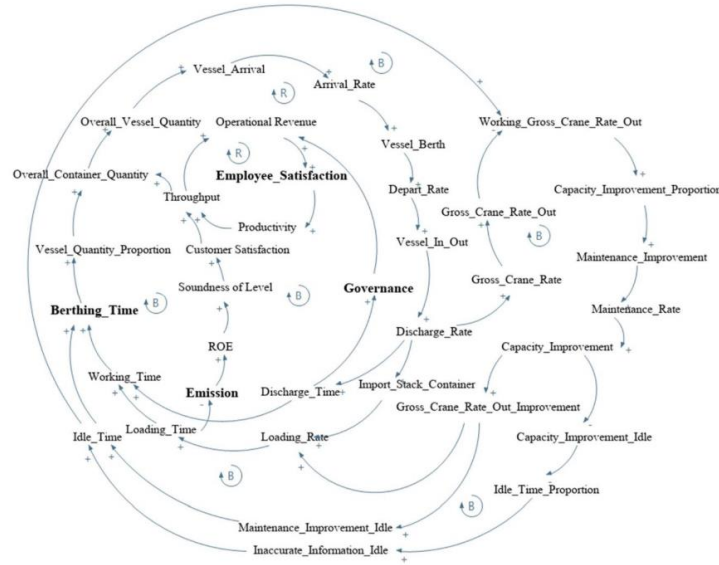 Vessel_Arrival
B
Arrival_Rate
R
Overall_Vessel_Quantity
Operational Revenue
Working_Gross_Crane_Rate_Out
Vessel_Berth
R
Overall_Container_Quantity
Employee_Satisfaction
Depart_Rate
Capacity_Improvement_Proportion
Throughput
Gross_Crane_Rate_Out
Productivity
B
Vessel_In_Out
Vessel_Quantity_Proportion
Customer Satisfaction
Maintenance_Improvement
Soundness of Level
Governance
Gross_Crane_Rate
B
B
Berthing_Time
Maintenance_Rate
Discharge_Rate
ROE
Capacity_Improvement
Working_Time
Import_Stack_Container
Emission
Discharge_Time
Gross_Crane_Rate_Out_Improvement
Loading_Time
Idle_Time
Loading_Rate
Capacity_Improvement_Idle
B
Idle_Time_Proportion
B
Maintenance_Improvement_Idle
Inaccurate_Information_Idle